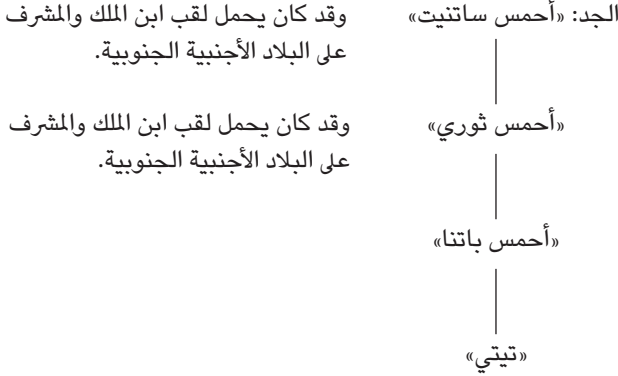 الجد: «أحمس ساتنيت» وقد كان يحمل لقب ابن الملك والمشرف
على البلاد الأجنبية الجنوبية.
«أحمس ثوري» وقد كان يحمل لقب ابن الملك والمشرف
على البلاد الأجنبية الجنوبية.
«أحمس باتنا»
«تيتي»